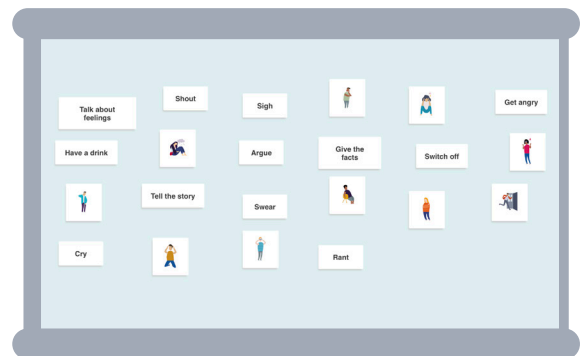 Talk about
feelings
Shout
Sigh
Get angry
Have a drink
Argue
Give the
facts
Switch off
Tell the story
Swear
Cry
Rant